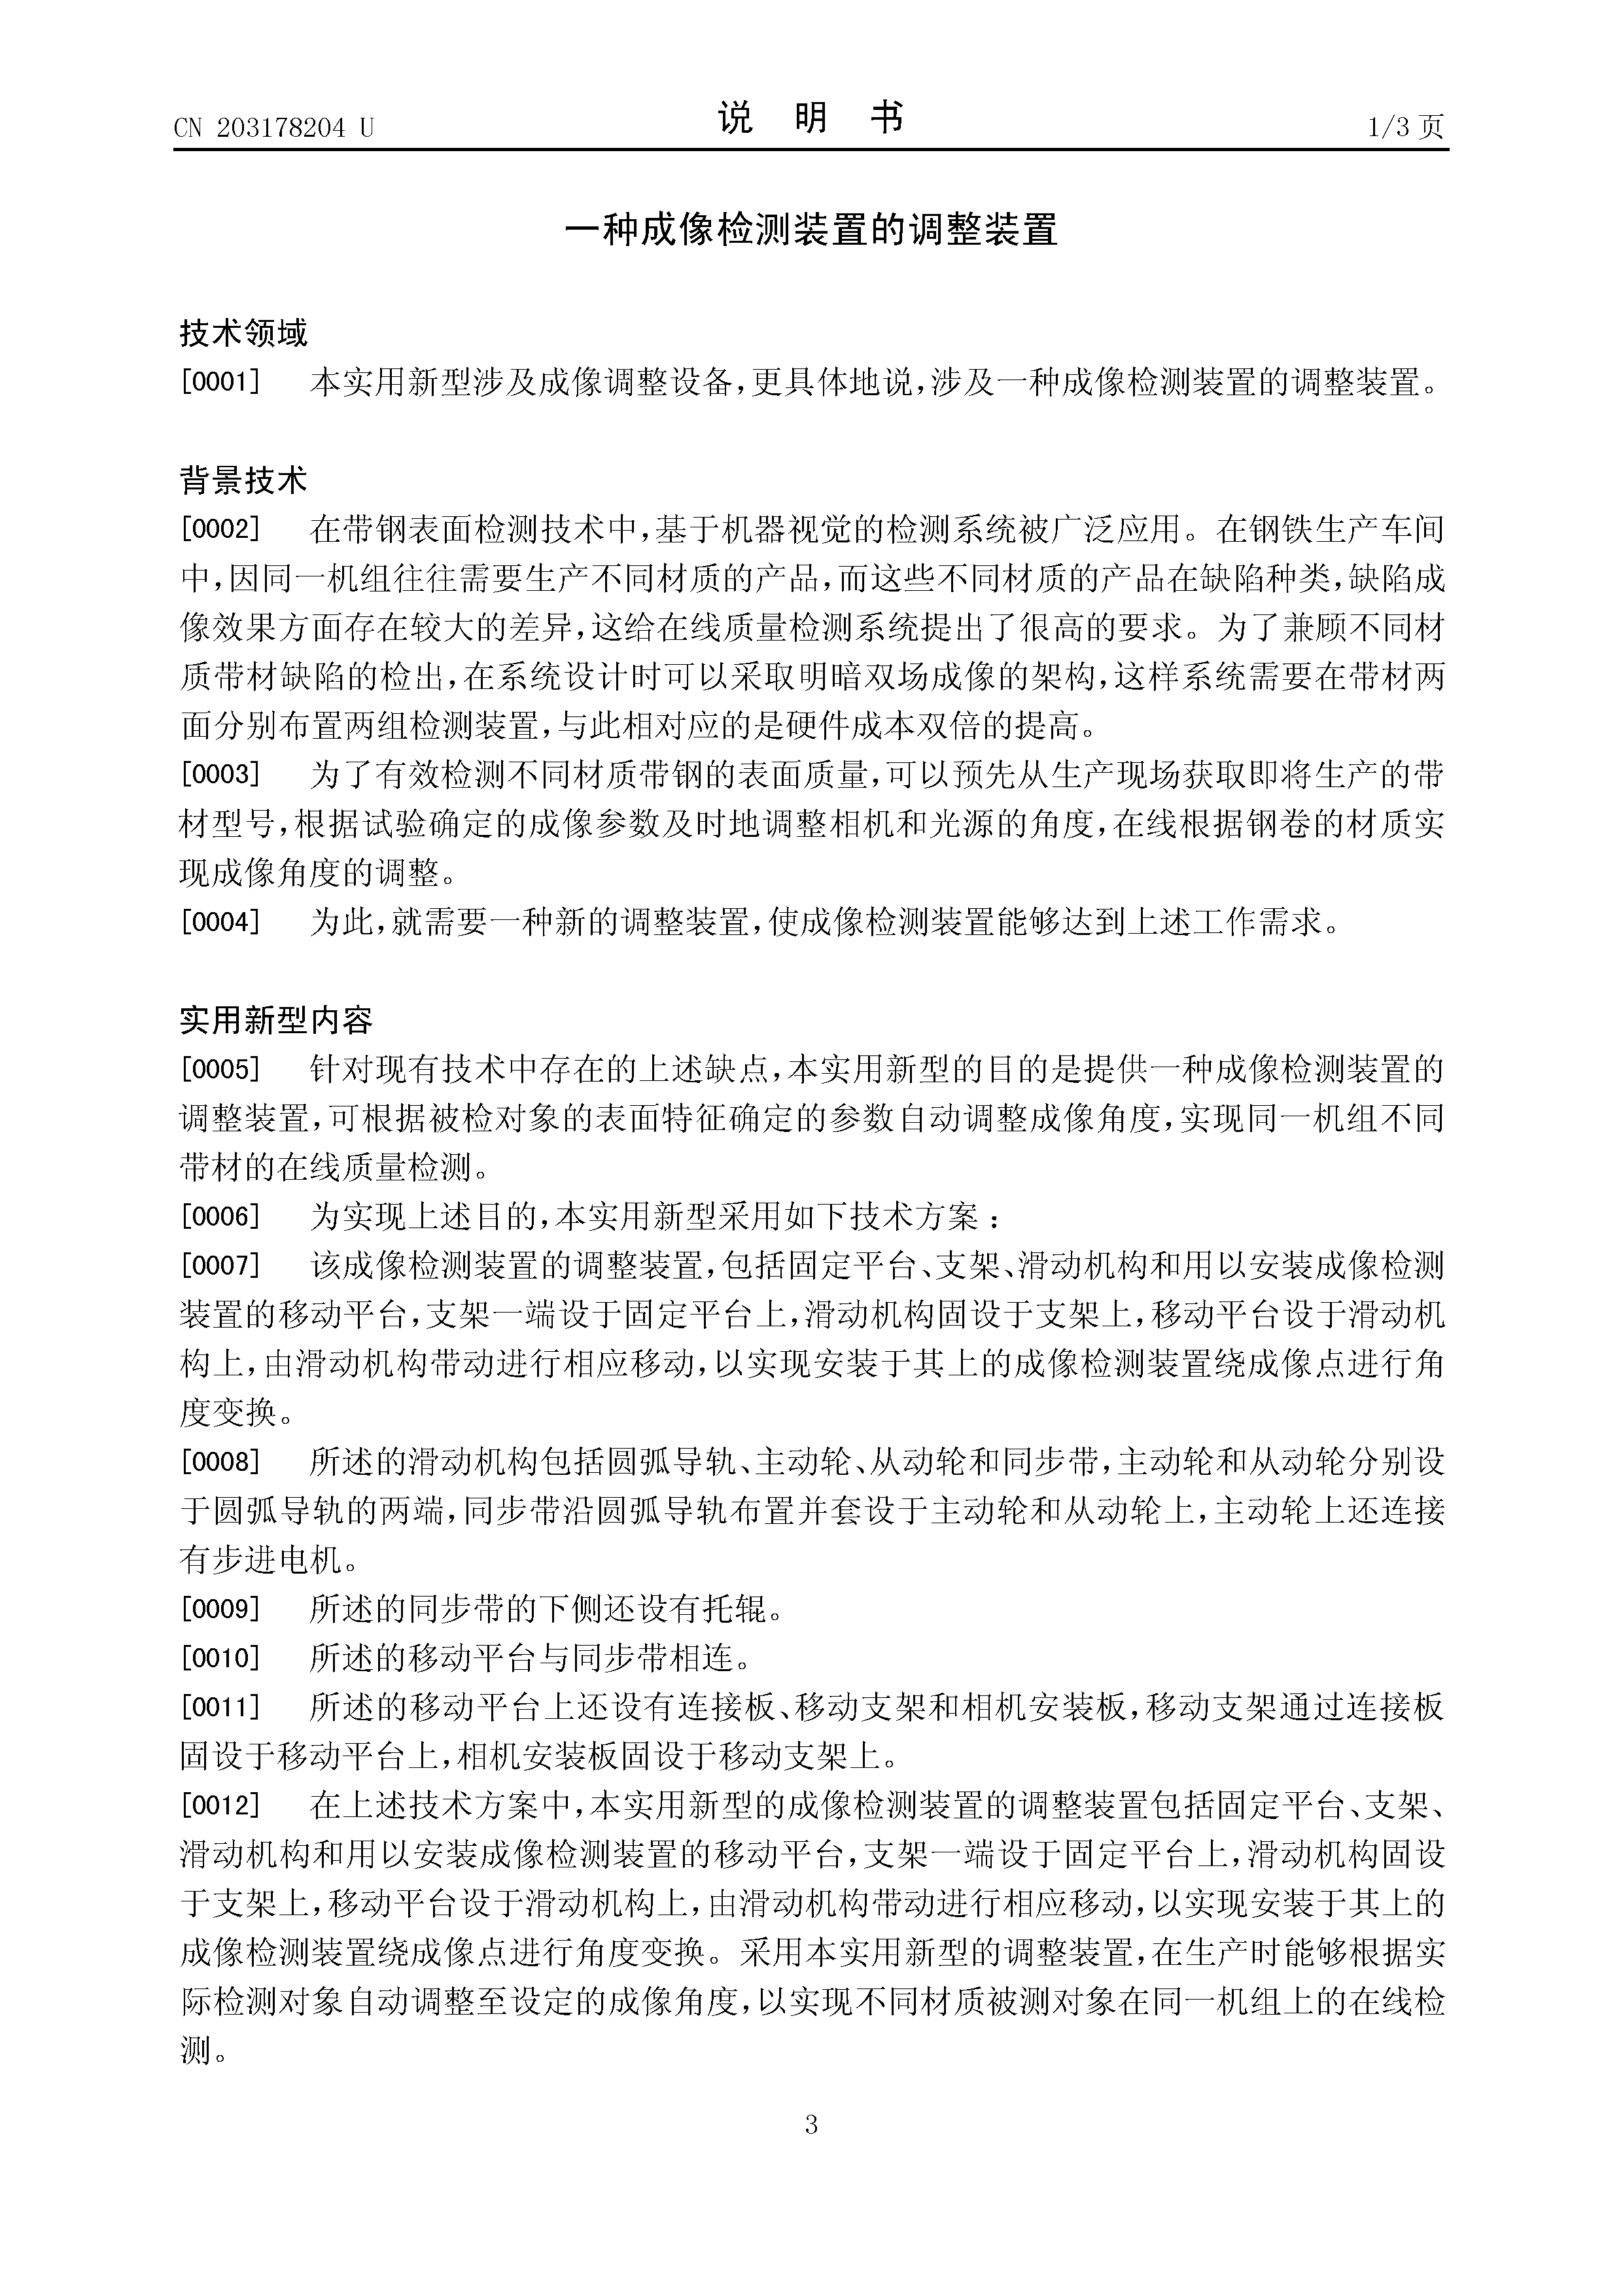 CN 203178204 U
说 明 书
1/3 页
一种成像检测装置的调整装置
技术领域
[0001] 本实用新型涉及成像调整设备,更具体地说,涉及一种成像检测装置的调整装置。
背景技术
[0002] 在带钢表面检测技术中,基于机器视觉的检测系统被广泛应用。在钢铁生产车间
中,因同一机组往往需要生产不同材质的产品,而这些不同材质的产品在缺陷种类,缺陷成
像效果方面存在较大的差异,这给在线质量检测系统提出了很高的要求。为了兼顾不同材
质带材缺陷的检出,在系统设计时可以采取明暗双场成像的架构,这样系统需要在带材两
面分别布置两组检测装置,与此相对应的是硬件成本双倍的提高。
[0003] 为了有效检测不同材质带钢的表面质量,可以预先从生产现场获取即将生产的带
材型号,根据试验确定的成像参数及时地调整相机和光源的角度,在线根据钢卷的材质实
现成像角度的调整。
[0004] 为此,就需要一种新的调整装置,使成像检测装置能够达到上述工作需求。
实用新型内容
[0005] 针对现有技术中存在的上述缺点,本实用新型的目的是提供一种成像检测装置的
调整装置,可根据被检对象的表面特征确定的参数自动调整成像角度,实现同一机组不同
带材的在线质量检测。
[0006] 为实现上述目的,本实用新型采用如下技术方案:
[0007] 该成像检测装置的调整装置,包括固定平台、支架、滑动机构和用以安装成像检测
装置的移动平台,支架一端设于固定平台上,滑动机构固设于支架上,移动平台设于滑动机
构上,由滑动机构带动进行相应移动,以实现安装于其上的成像检测装置绕成像点进行角
度变换。
[0008] 所述的滑动机构包括圆弧导轨、主动轮、从动轮和同步带,主动轮和从动轮分别设
于圆弧导轨的两端,同步带沿圆弧导轨布置并套设于主动轮和从动轮上,主动轮上还连接
有步进电机。
[0009] 所述的同步带的下侧还设有托辊。
[0010] 所述的移动平台与同步带相连。
[0011] 所述的移动平台上还设有连接板、移动支架和相机安装板,移动支架通过连接板
固设于移动平台上,相机安装板固设于移动支架上。
[0012] 在上述技术方案中,本实用新型的成像检测装置的调整装置包括固定平台、支架、
滑动机构和用以安装成像检测装置的移动平台,支架一端设于固定平台上,滑动机构固设
于支架上,移动平台设于滑动机构上,由滑动机构带动进行相应移动,以实现安装于其上的
成像检测装置绕成像点进行角度变换。采用本实用新型的调整装置,在生产时能够根据实
际检测对象自动调整至设定的成像角度,以实现不同材质被测对象在同一机组上的在线检
测。
3